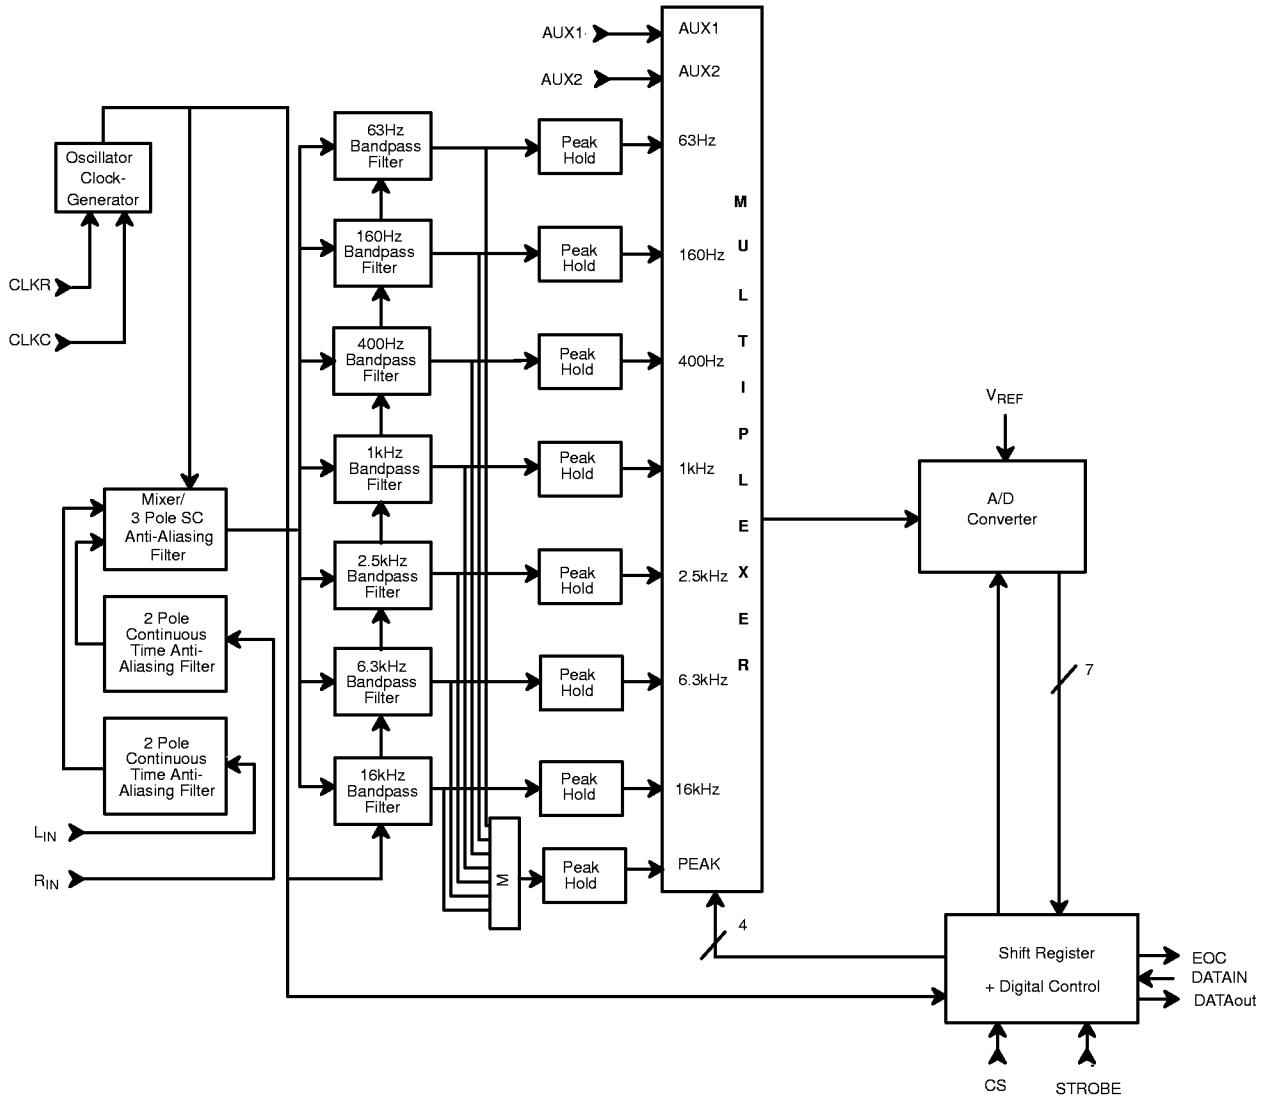 AUX1
AUX1
AUX2
AUX2
63Hz
Bandpass
Filter
Peak
Hold
63Hz
Oscillator
Clock-
Generator
160Hz
Bandpass
Filter
Peak
Hold
160Hz
CLKR
CLKC
400Hz
Bandpass
Filter
Peak
Hold
400Hz
M
U
L
T
I
P
L
E
X
E
R
VREF
1kHz
Bandpass
Filter
Peak
Hold
1kHz
A/D
Converter
Mixer/
3 Pole SC
Anti-Aliasing
Filter
2.5kHz
Bandpass
Filter
Peak
Hold
2.5kHz
2 Pole
Continuous
Time Anti-
Aliasing Filter
6.3kHz
Bandpass
Filter
Peak
Hold
6.3kHz
7
2 Pole
Continuous
Time Anti-
Aliasing Filter
16kHz
Bandpass
Filter
Peak
Hold
16kHz
LIN
RIN
M
Peak
Hold
PEAK
4
Shift Register
+ Digital Control
EOC
DATAIN
DATAout
CS
STROBE